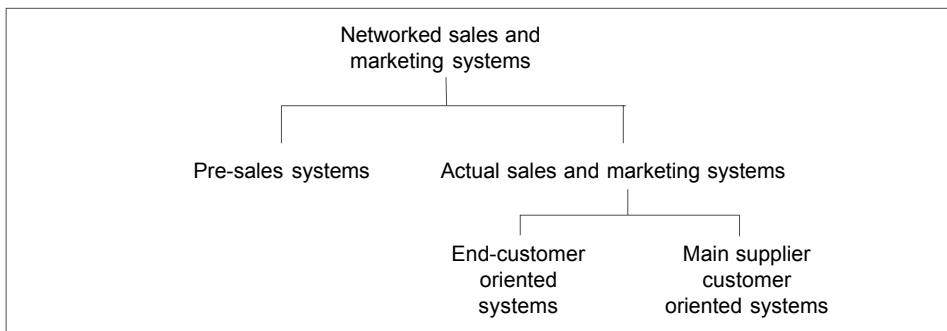 Networked sales and
marketing systems
Pre-sales systems
Actual sales and marketing systems
End-customer
oriented
systems
Main supplier
customer
oriented systems